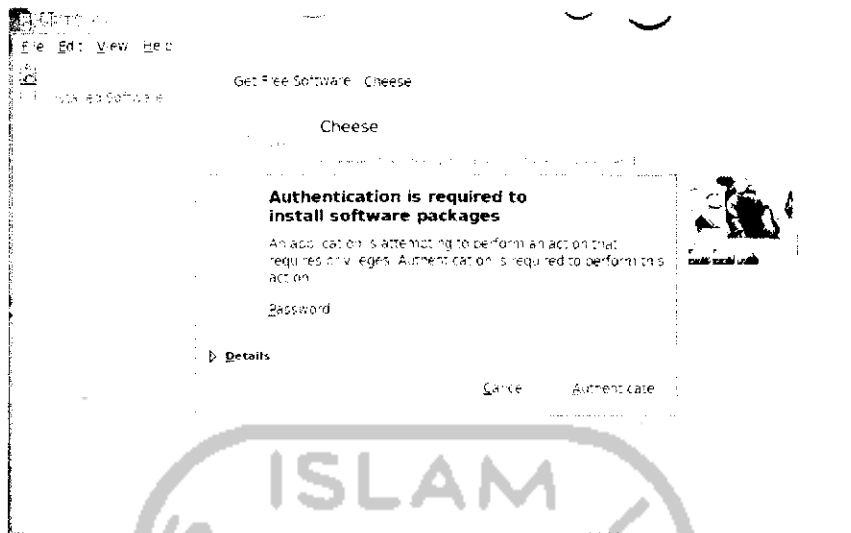 File Edit View Help
Get Free Software Cheese
Installed Software
Cheese
Authentication is required to
install software packages
An application is attempting to perform an action that
requires privileges. Authentication is required to perform this
action.
Password
Details
Cancel Authenticate
ISLAM